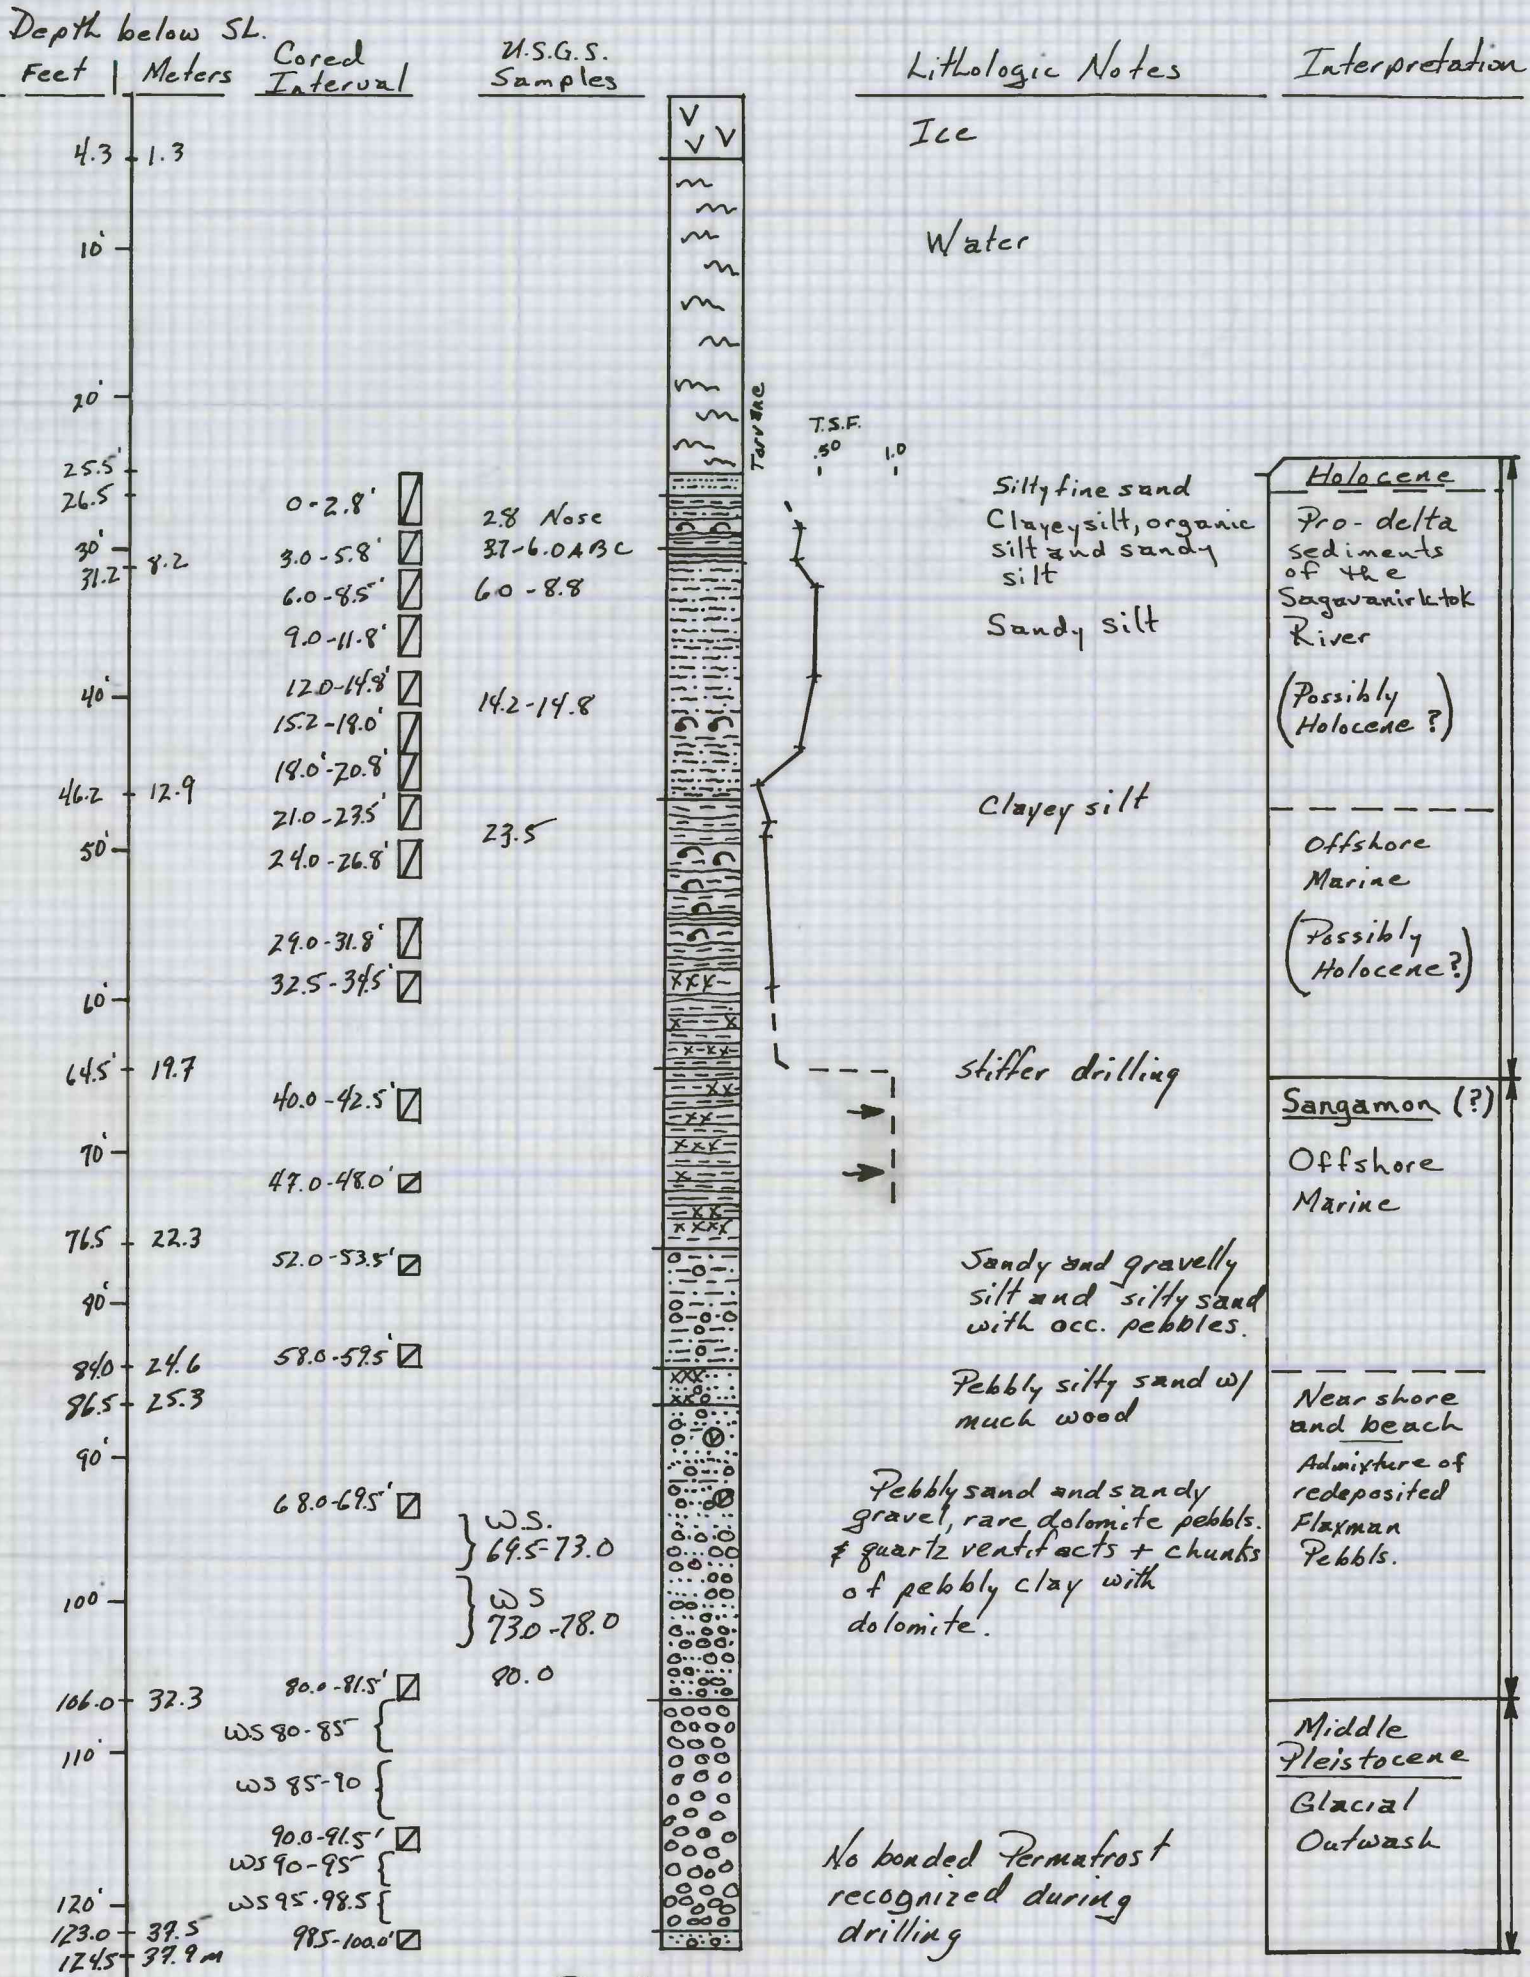 Depth below SL.
Feet | Meters
Cored
Interval
U.S.G.S.
Samples
Lithologic Notes
Interpretation
4.3 1.3
10'
20'
25.5'
26.5
30'
31.2 8.2
40'
46.2 12.9
50'
60'
64.5' 19.7
70'
76.5 22.3
80'
84.0 24.6
86.5 25.3
90'
100
106.0 32.3
110'
120'
123.0 37.5
124.5 37.9 m
0-2.8'
3.0-5.8'
6.0-8.5'
9.0-11.8'
12.0-14.8'
15.2-18.0'
18.0'-20.8'
21.0-23.5'
24.0-26.8'
29.0-31.8'
32.5-34.5'
40.0-42.5'
47.0-48.0'
52.0-53.5'
58.0-59.5'
68.0-69.5'
80.0-81.5'
WS 80-85
WS 85-90
90.0-91.5'
WS 90-95
WS 95-98.5
98.5-100.0'
2.8 Nose
3.7-6.0 A B C
6.0-8.8
14.2-14.8
23.5
W.S.
69.5-73.0
WS
73.0-78.0
80.0
Torvane
T.S.F.
.50 1.0
Ice
Water
Silty fine sand
Clayey silt, organic
silt and sandy
silt
Sandy silt
Clayey silt
stiffer drilling
Sandy and gravelly
silt and silty sand
with occ. pebbles.
Pebbly silty sand w/
much wood
Pebbly sand and sandy
gravel, rare dolomite pebbls.
& quartz ventifacts + chunks
of pebbly clay with
dolomite.
No bonded Permafrost
recognized during
drilling
Holocene
Pro-delta
sediments
of the
Sagavanirktok
River
(Possibly
Holocene?)
Offshore
Marine
(Possibly
Holocene?)
Sangamon (?)
Offshore
Marine
Near shore
and beach
Admixture of
redeposited
Flaxman
Pebbls.
Middle
Pleistocene
Glacial
Outwash